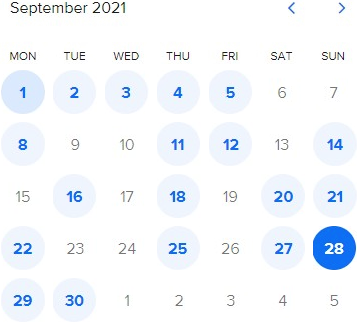 September 2021
MON TUE WED THU FRI SAT SUN
1 2 3 4 5 6 7
8 9 10 11 12 13 14
15 16 17 18 19 20 21
22 23 24 25 26 27 28
29 30 1 2 3 4 5